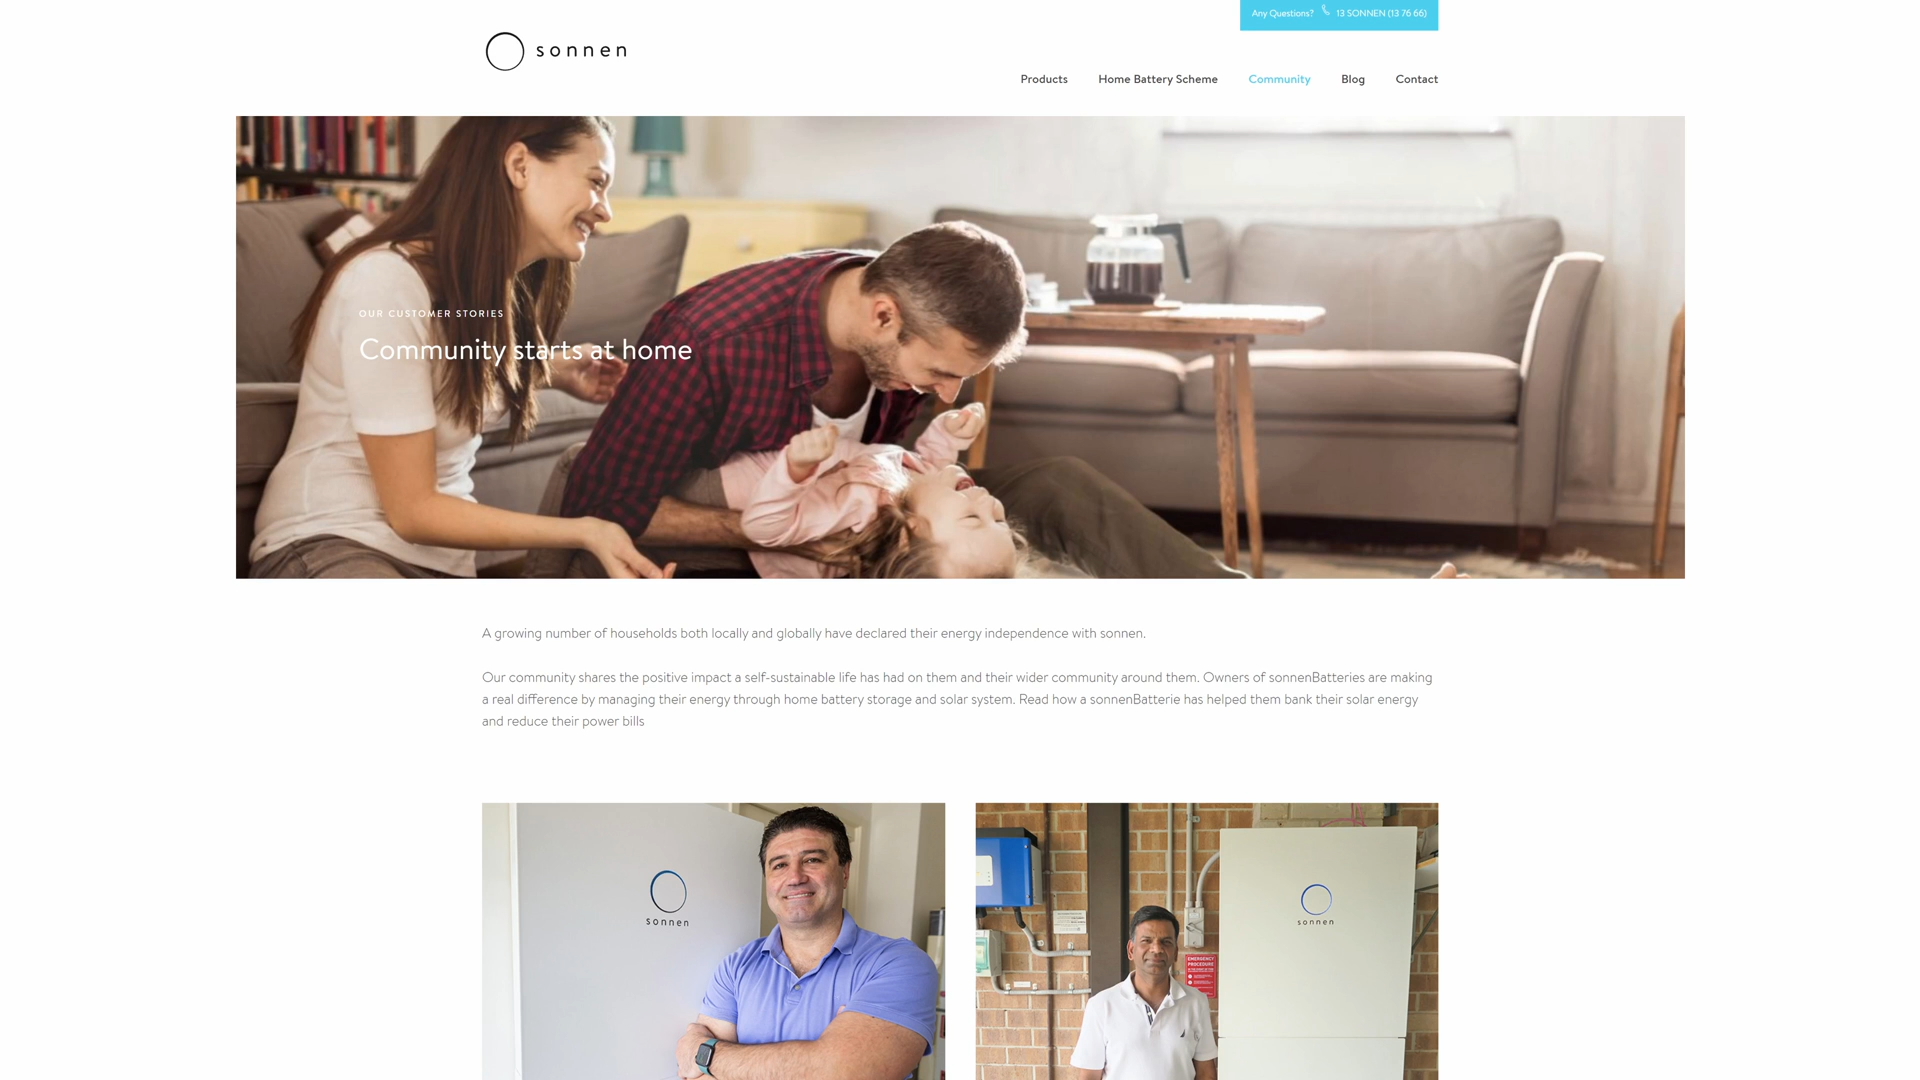 Any Questions? 13 SONNEN (13 76 66)
sonnen
Products Home Battery Scheme Community Blog Contact
OUR CUSTOMER STORIES
Community starts at home
A growing number of households both locally and globally have declared their energy independence with sonnen.
Our community shares the positive impact a self-sustainable life has had on them and their wider community around them. Owners of sonnenBatteries are making
a real difference by managing their energy through home battery storage and solar system. Read how a sonnenBatterie has helped them bank their solar energy
and reduce their power bills
sonnen
sonnen
EMERGENCY
PROCEDURE